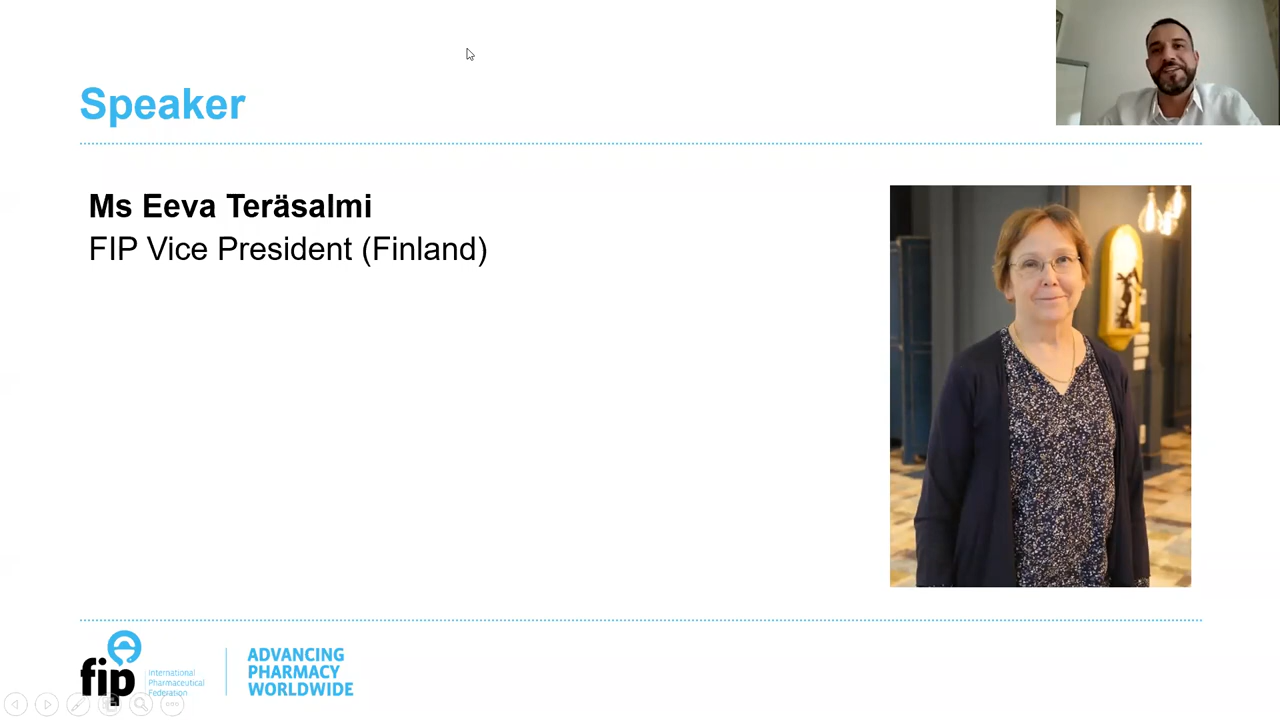 Speaker
Ms Eeva Teräsalmi
FIP Vice President (Finland)
fip
International
Pharmaceutical
Federation
ADVANCING
PHARMACY
WORLDWIDE